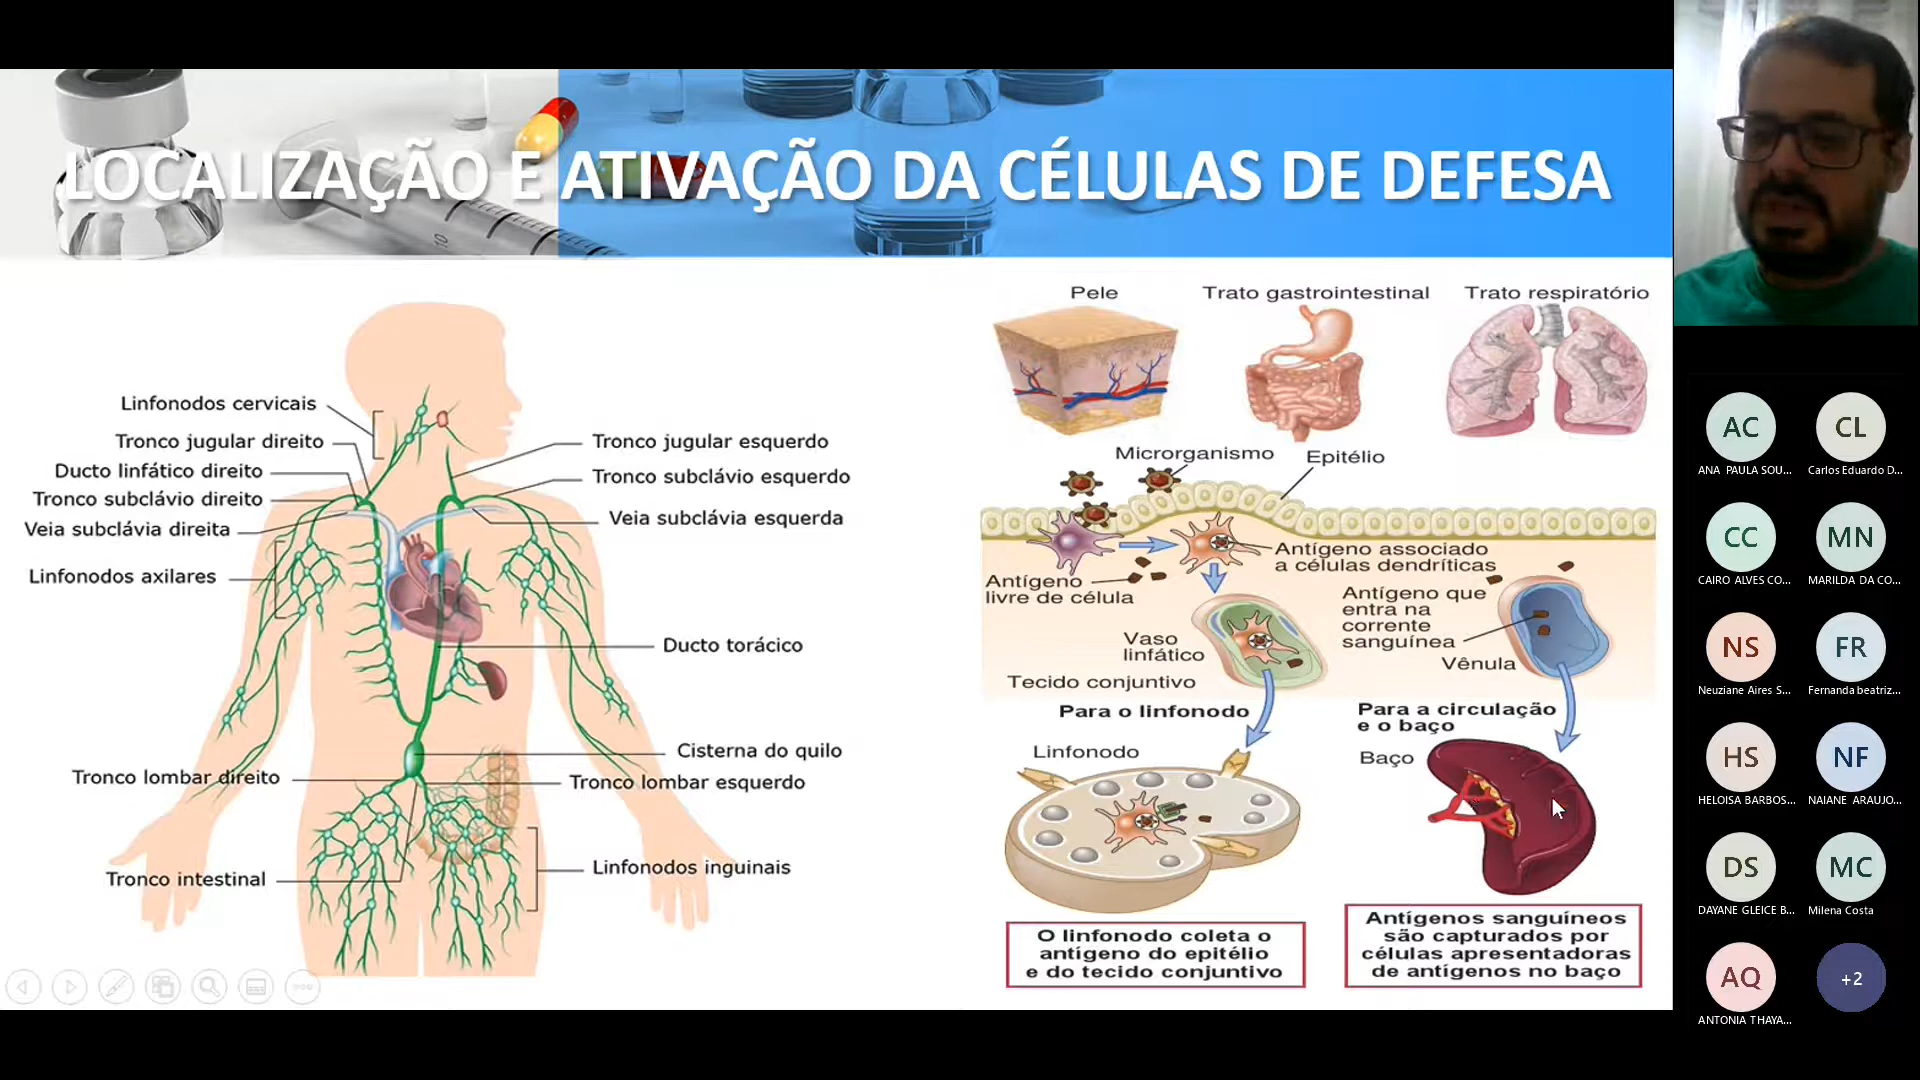 LOCALIZAÇÃO E ATIVAÇÃO DA CÉLULAS DE DEFESA
Linfonodos cervicais
Tronco jugular direito
Ducto linfático direito
Tronco subclávio direito
Veia subclávia direita
Linfonodos axilares
Tronco jugular esquerdo
Tronco subclávio esquerdo
Veia subclávia esquerda
Ducto torácico
Cisterna do quilo
Tronco lombar direito
Tronco lombar esquerdo
Tronco intestinal
Linfonodos inguinais
Pele
Trato gastrointestinal
Trato respiratório
Microrganismo
Epitélio
Antígeno associado
a células dendríticas
Antígeno
livre de célula
Antígeno que
entra na
corrente
sanguínea
Vaso
linfático
Vênula
Tecido conjuntivo
Para o linfonodo
Para a circulação
e o baço
Linfonodo
Baço
O linfonodo coleta o
antígeno do epitélio
e do tecido conjuntivo
Antígenos sanguíneos
são capturados por
células apresentadoras
de antígenos no baço
10
AC
ANA PAULA SOU...
CL
Carlos Eduardo D...
CC
CAIRO ALVES CO...
MN
MARILDA DA CO...
NS
Neuziane Aires S...
FR
Fernanda beatriz...
HS
HELOISA BARBOS...
NF
NAIANE ARAUJO...
DS
DAYANE GLEICE B...
MC
Milena Costa
AQ
ANTONIA THAYA...
+2